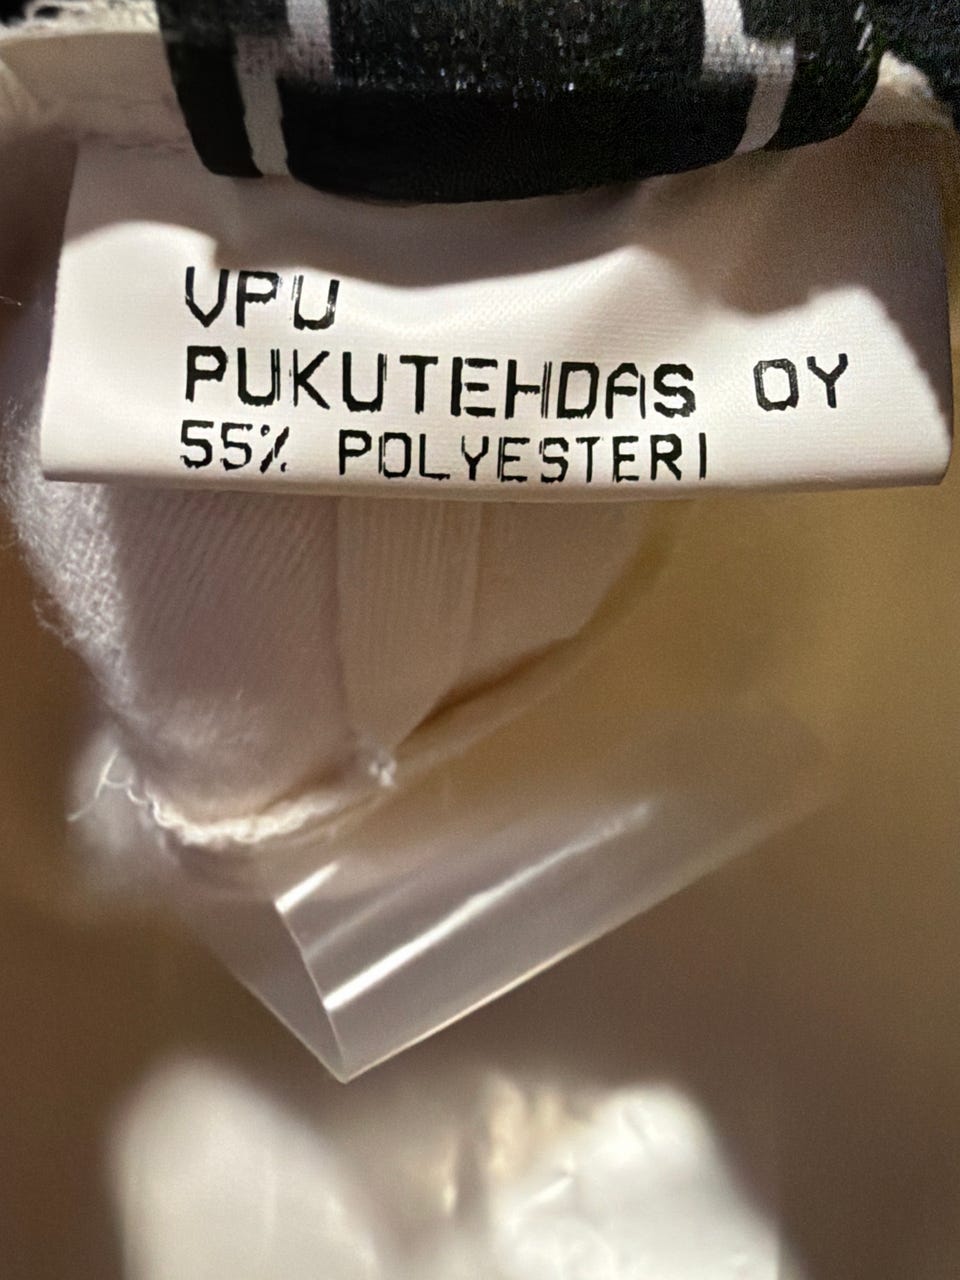 VPU
PUKUTEHDAS OY
55% POLYESTERI